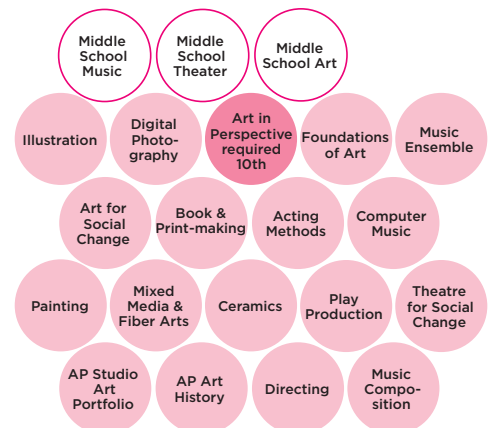 Middle
School
Music
Middle
School
Theater
Middle
School Art
Illustration
Digital
Photo-
graphy
Art in
Perspective
required
10th
Foundations
of Art
Music
Ensemble
Art for
Social
Change
Book &
Print-making
Acting
Methods
Computer
Music
Painting
Mixed
Media &
Fiber Arts
Ceramics
Play
Production
Theatre
for Social
Change
AP Studio
Art
Portfolio
AP Art
History
Directing
Music
Compo-
sition